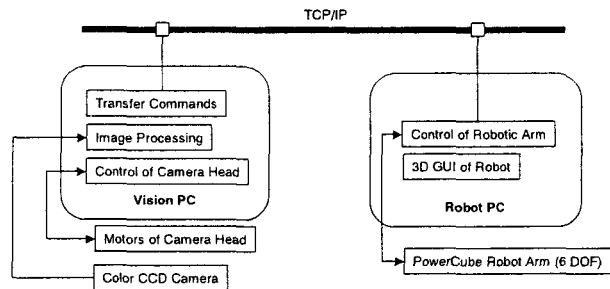 TCP/IP
Transfer Commands
Image Processing
Control of Camera Head
Vision PC
Motors of Camera Head
Color CCD Camera
Control of Robotic Arm
3D GUI of Robot
Robot PC
PowerCube Robot Arm (6 DOF)